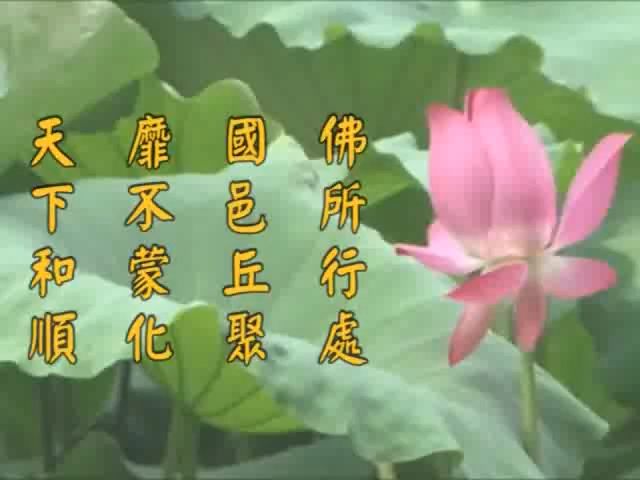 佛所行處
國邑丘聚
靡不蒙化
天下和順